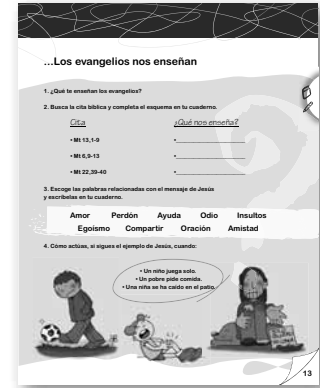 ...Los evangelios nos enseñan
1. ¿Qué te enseñan los evangelios?
2. Busca la cita bíblica y completa el esquema en tu cuaderno.
Cita ¿Qué nos enseña?
• Mt 13,1-9 •
• Mt 6,9-13 •
• Mt 22,39-40 •
3. Escoge las palabras relacionadas con el mensaje de Jesús
y escríbelas en tu cuaderno.
Amor Perdón Ayuda Odio Insultos
Egoísmo Compartir Oración Amistad
4. Cómo actúas, si sigues el ejemplo de Jesús, cuando:
• Un niño juega solo.
• Un pobre pide comida.
• Una niña se ha caído en el patio.
13